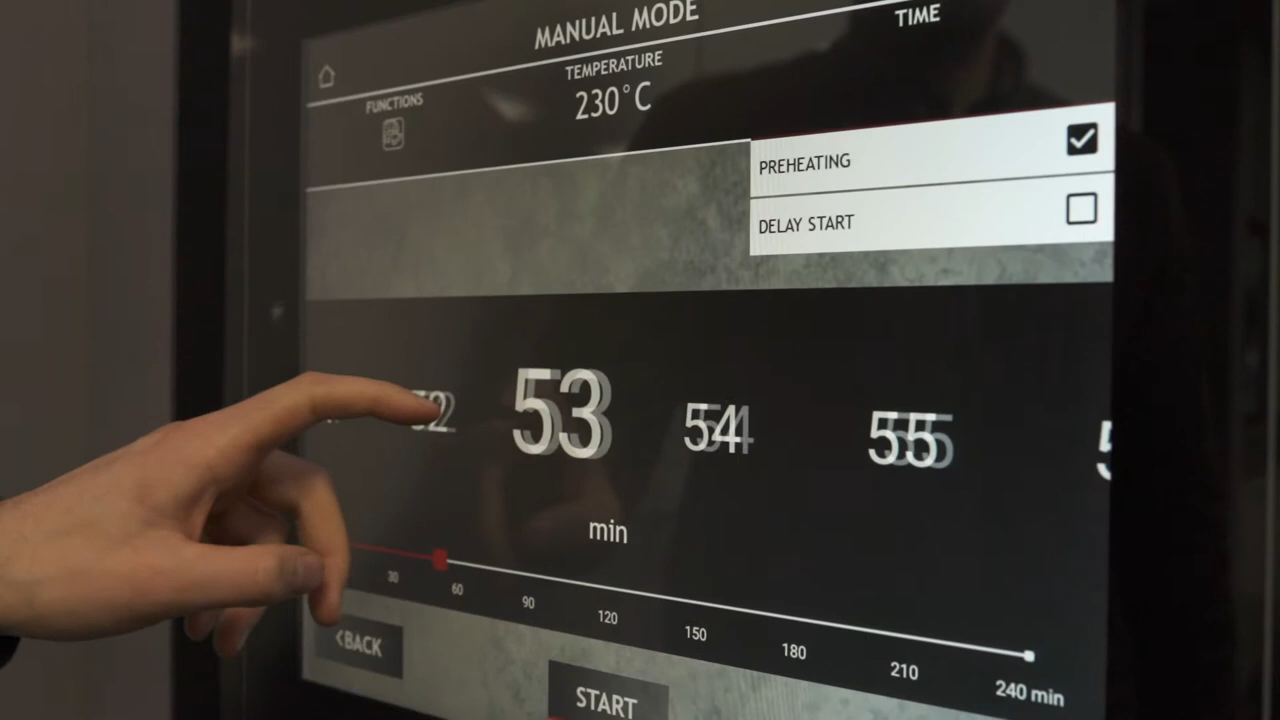 MANUAL MODE
TIME
TEMPERATURE
230°C
FUNCTIONS
PREHEATING
DELAY START
52 53 54 55
min
30 60 90 120 150 180 210 240 min
<BACK
START